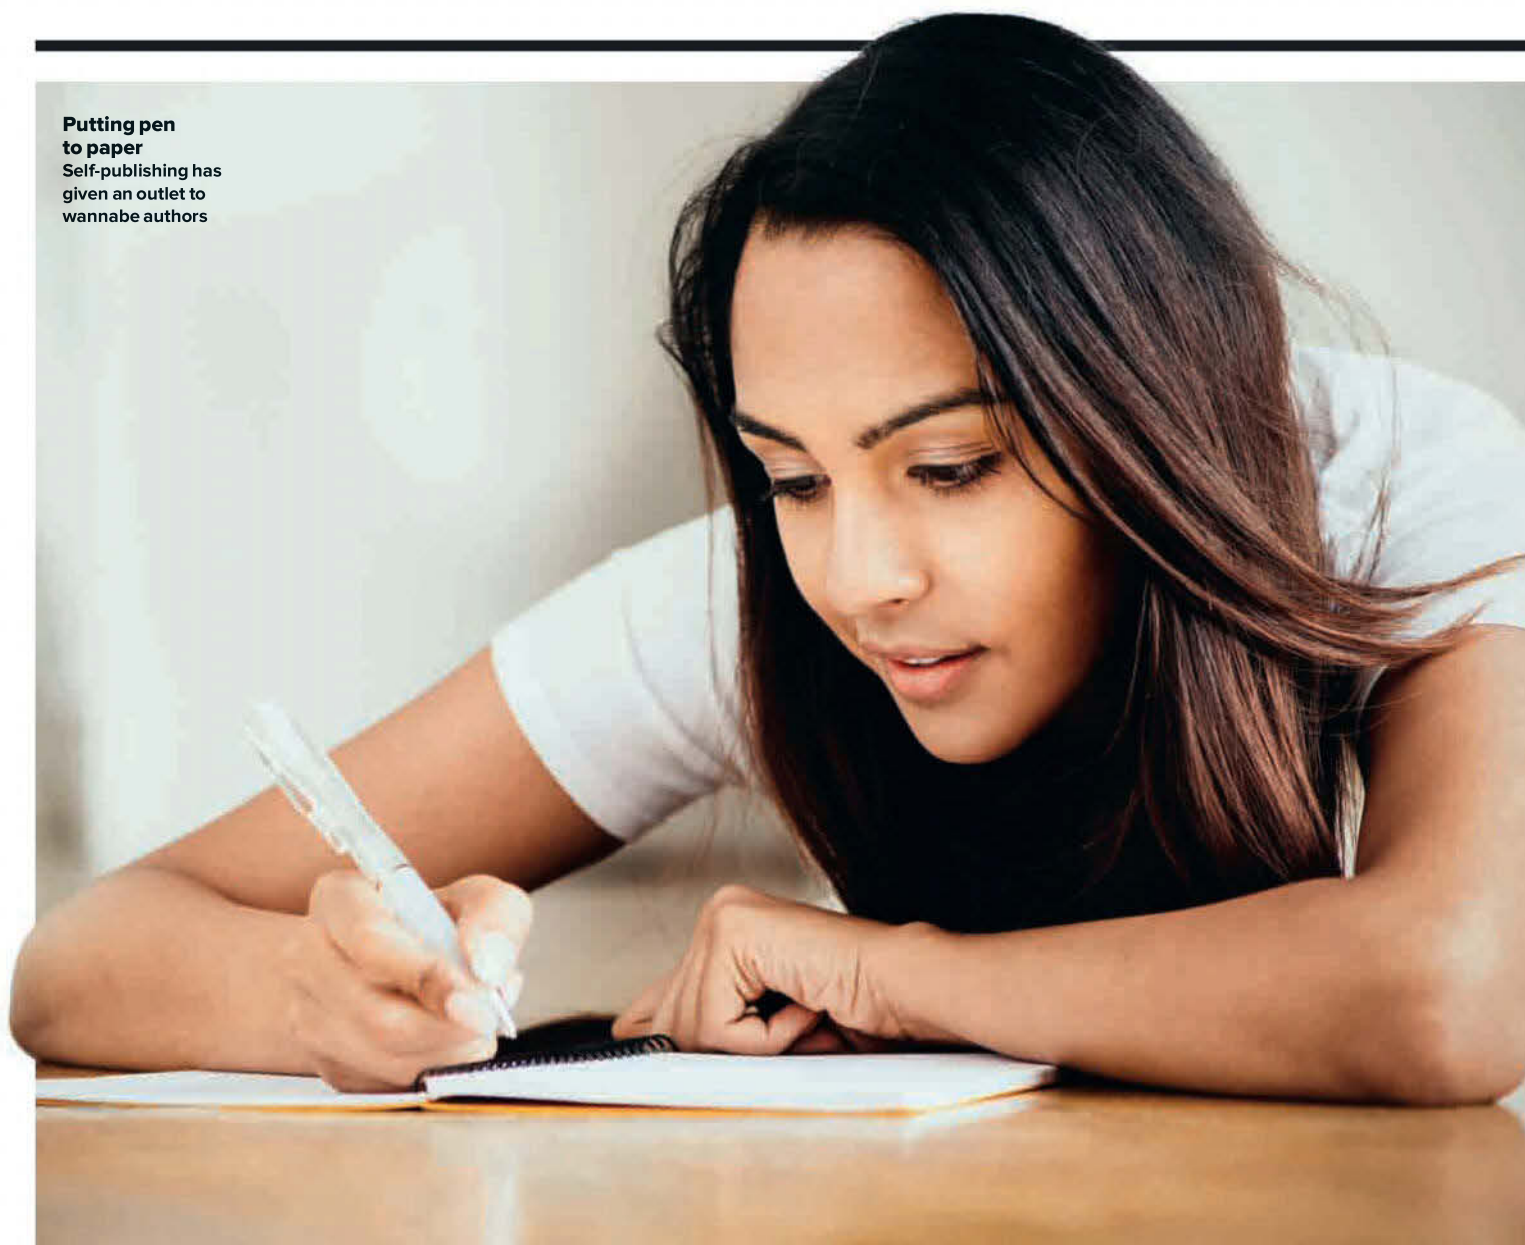 Putting pen
to paper
Self-publishing has
given an outlet to
wannabe authors